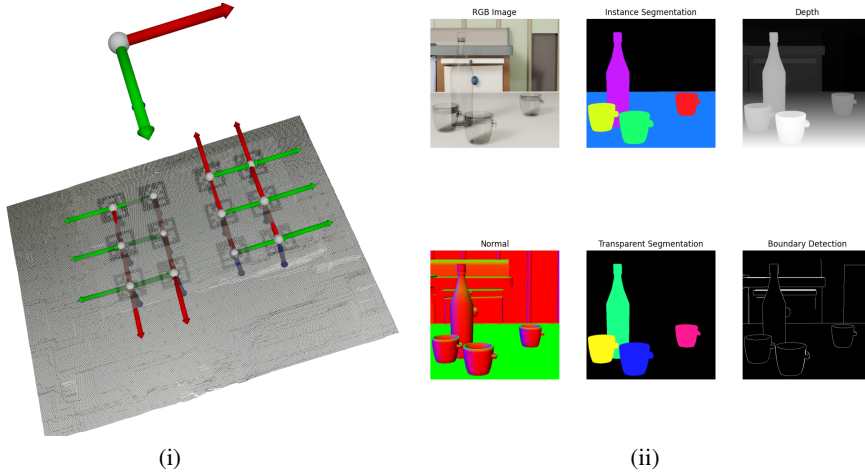 RGB Image
Instance Segmentation
Depth
Normal
Transparent Segmentation
Boundary Detection
(i)
(ii)